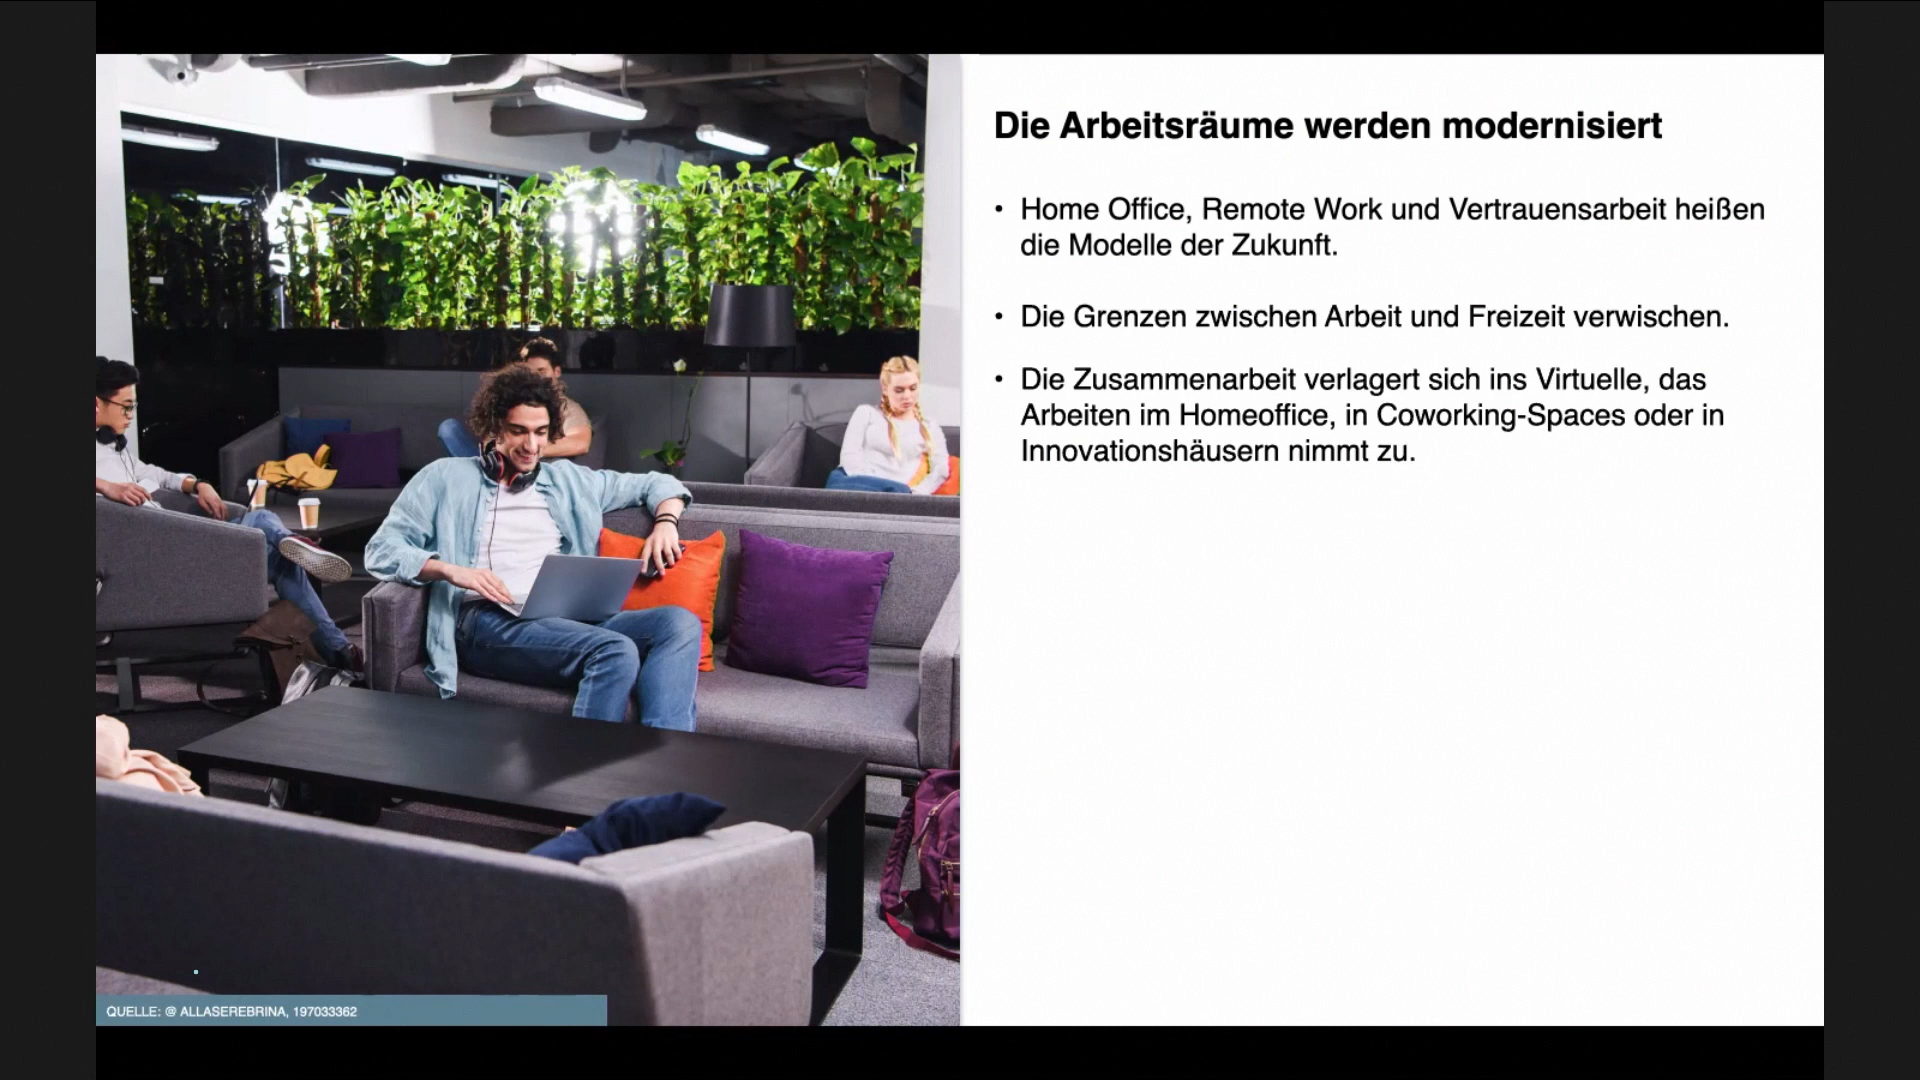 Die Arbeitsräume werden modernisiert
• Home Office, Remote Work und Vertrauensarbeit heißen
die Modelle der Zukunft.
• Die Grenzen zwischen Arbeit und Freizeit verwischen.
• Die Zusammenarbeit verlagert sich ins Virtuelle, das
Arbeiten im Homeoffice, in Coworking-Spaces oder in
Innovationshäusern nimmt zu.
QUELLE: @ ALLASEREBRINA, 197033362